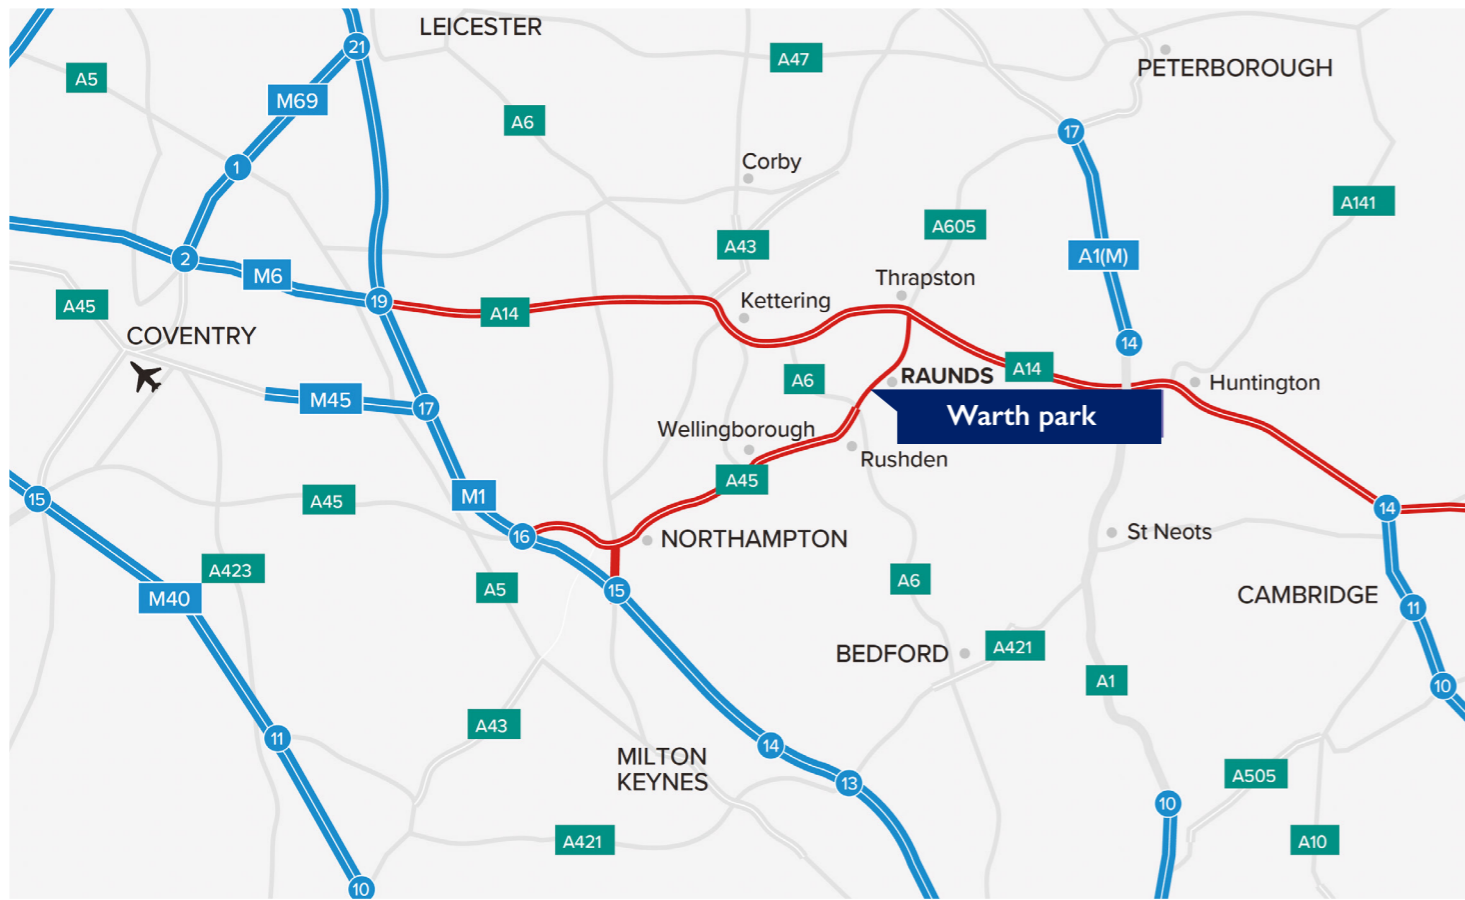 LEICESTER
21
A47
PETERBOROUGH
A5
M69
A6
17
1
Corby
A141
A605
A43
A1(M)
2
M6
Thrapston
19
Kettering
A45
A14
COVENTRY
14
A14
A6
RAUNDS
Huntington
M45
17
Warth park
Wellingborough
Rushden
A45
M1
15
A45
14
16
NORTHAMPTON
St Neots
A423
A6
A5
15
M40
CAMBRIDGE
11
A421
BEDFORD
A1
10
A43
11
14
MILTON
KEYNES
A505
13
10
A421
A10
10